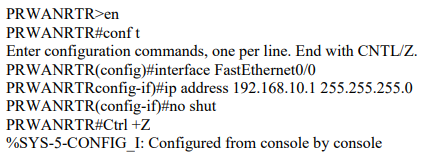 PRWANRTR>en
PRWANRTR#conf t
Enter configuration commands, one per line. End with CNTL/Z.
PRWANRTR(config)#interface FastEthernet0/0
PRWANRTRconfig-if)#ip address 192.168.10.1 255.255.255.0
PRWANRTR(config-if)#no shut
PRWANRTR#Ctrl +Z
%SYS-5-CONFIG_I: Configured from console by console